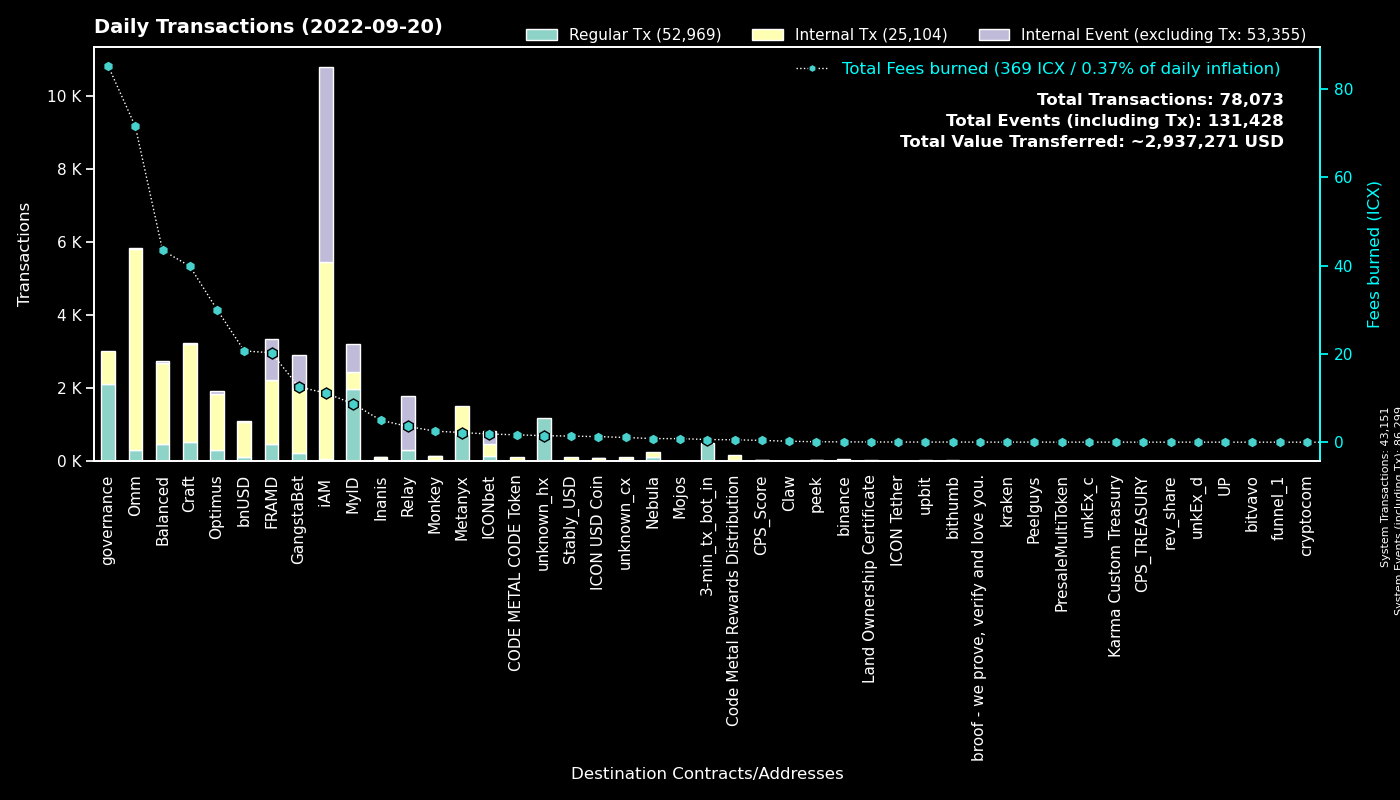 Daily Transactions (2022-09-20)
Regular Tx (52,969)
Internal Tx (25,104)
Internal Event (excluding Tx: 53,355)
Total Fees burned (369 ICX / 0.37% of daily inflation)
Total Transactions: 78,073
Total Events (including Tx): 131,428
Total Value Transferred: ~2,937,271 USD
Transactions
10 K
8 K
6 K
4 K
2 K
0 K
80
60
40
20
0
Fees burned (ICX)
governance
Omm
Balanced
Craft
Optimus
bnUSD
FRAMD
GangstaBet
iAM
MyID
Inanis
Relay
Monkey
Metanyx
ICONbet
CODE METAL CODE Token
unknown_hx
Stably_USD
ICON USD Coin
unknown_cx
Nebula
Mojos
3-min_tx_bot_in
Code Metal Rewards Distribution
CPS_Score
Claw
peek
binance
Land Ownership Certificate
ICON Tether
upbit
bithumb
broof - we prove, verify and love you.
kraken
Peelguys
PresaleMultiToken
unkEx_c
Karma Custom Treasury
CPS_TREASURY
rev_share
unkEx_d
UP
bitvavo
funnel_1
cryptocom
Destination Contracts/Addresses
System Transactions: 43,151
System Events (including Tx): 86,299